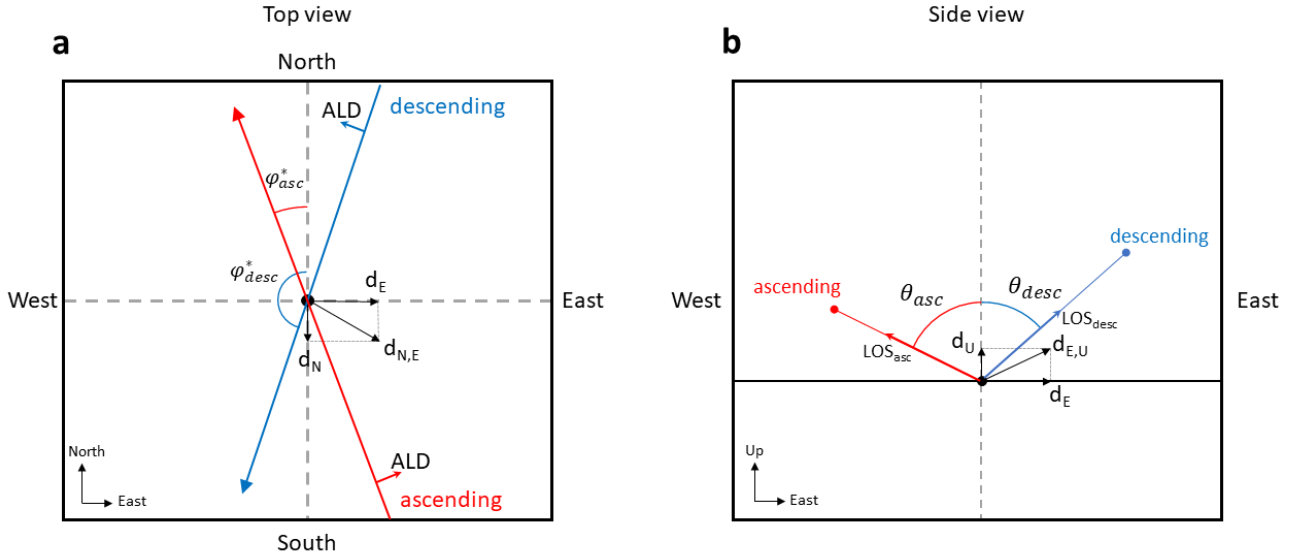 Top view
a
North
ALD
descending
φ*asc
φ*desc
West
East
dE
dN
dN,E
ALD
ascending
North
East
South
Side view
b
descending
ascending
θasc
θdesc
West
East
LOSdesc
LOSasc
dU
dE,U
dE
Up
East